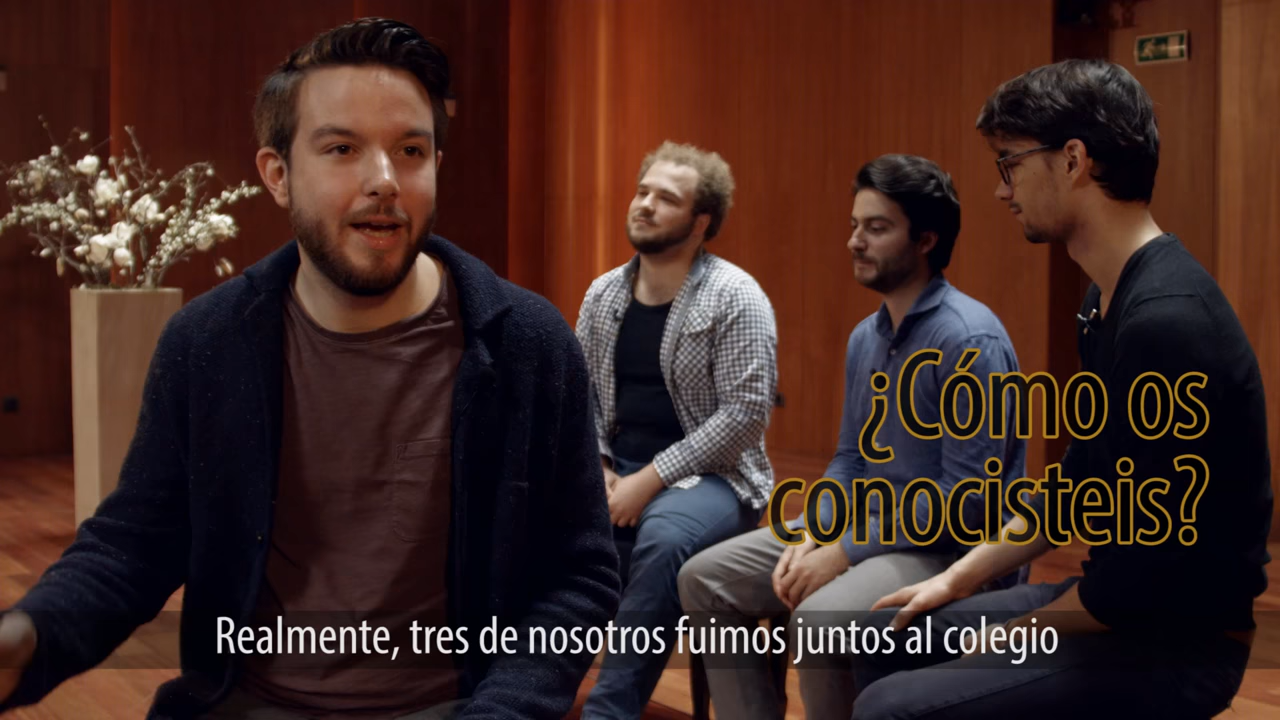 ¿Cómo os
conocisteis?
Realmente, tres de nosotros fuimos juntos al colegio